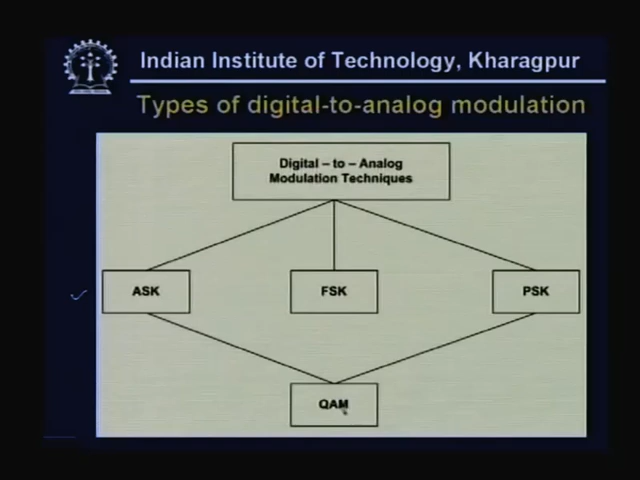 Indian Institute of Technology, Kharagpur
Types of digital-to-analog modulation
Digital – to – Analog
Modulation Techniques
ASK
FSK
PSK
QAM